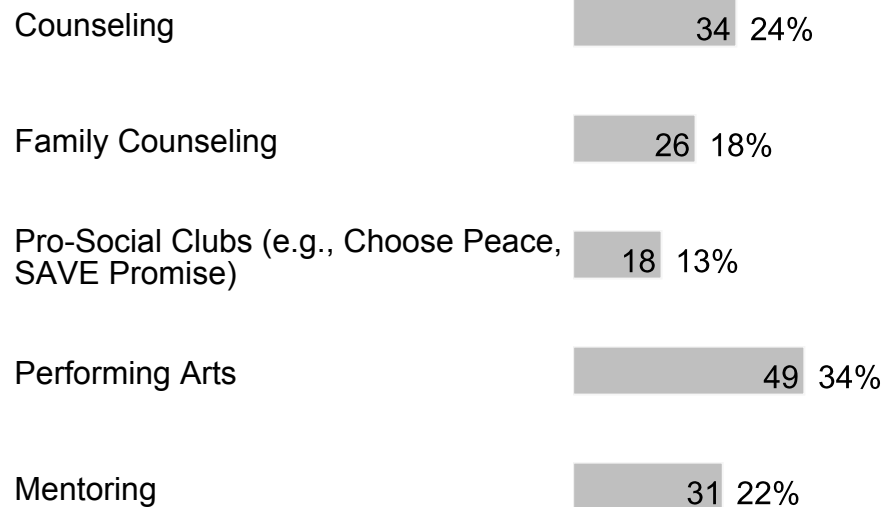 Counseling 34 24%
Family Counseling 26 18%
Pro-Social Clubs (e.g., Choose Peace,
SAVE Promise) 18 13%
Performing Arts 49 34%
Mentoring 31 22%